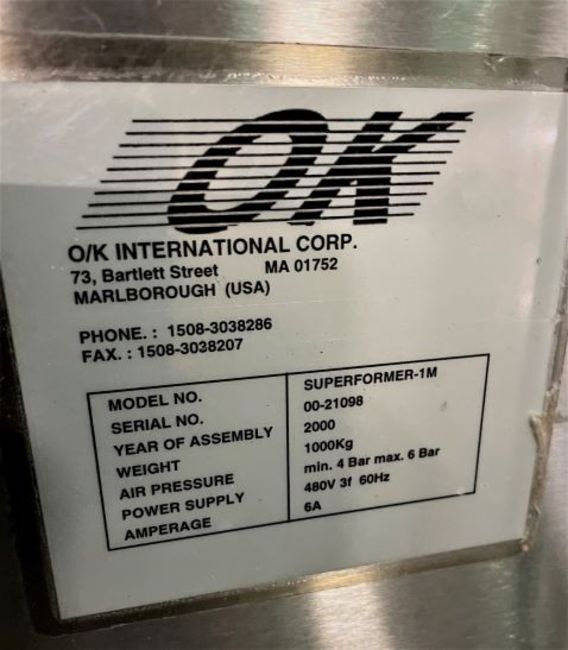 OK
O/K INTERNATIONAL CORP.
73, Bartlett Street MA 01752
MARLBOROUGH (USA)
PHONE. : 1508-3038286
FAX. : 1508-3038207
MODEL NO. SUPERFORMER-1M
SERIAL NO. 00-21098
YEAR OF ASSEMBLY 2000
WEIGHT 1000Kg
AIR PRESSURE min. 4 Bar max. 6 Bar
POWER SUPPLY 480V 3f 60Hz
AMPERAGE 6A